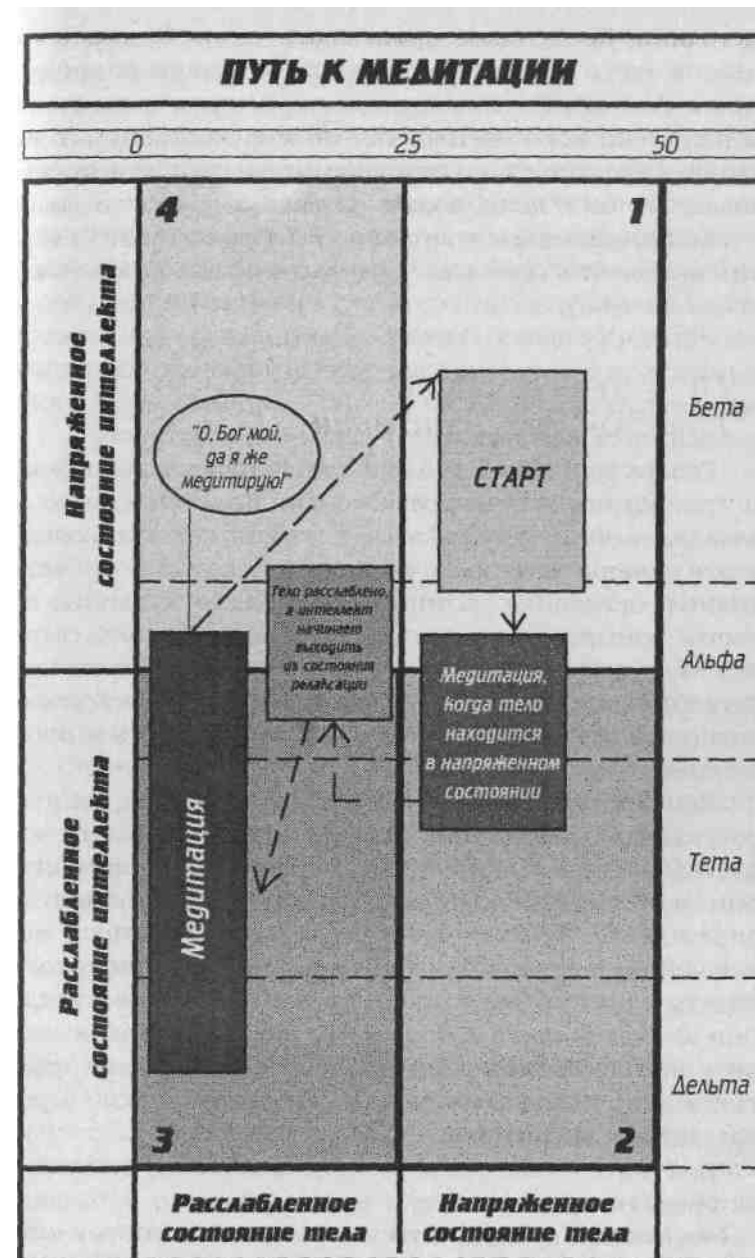 ПУТЬ К МЕДИТАЦИИ
0 25 50
4 1
Напряженное
состояние интеллекта
"О, Бог мой,
да я же
медитирую!"
СТАРТ
Бета
Тело расслаблено,
а интеллект
начинает
выходить
из состояния
релаксации
Альфа
Медитация,
когда тело
находится
в напряженном
состоянии
Расслабленное
состояние интеллекта
Медитация
Тета
Дельта
3 2
Расслабленное
состояние тела
Напряженное
состояние тела